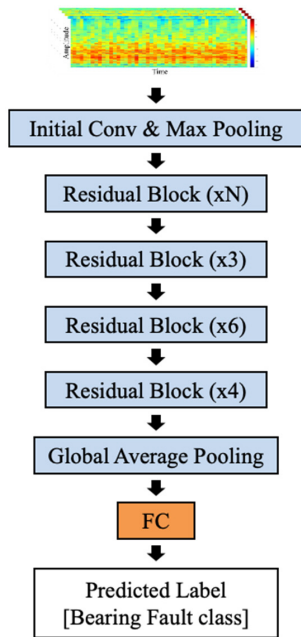 Amplitude
Time
Initial Conv & Max Pooling
Residual Block (xN)
Residual Block (x3)
Residual Block (x6)
Residual Block (x4)
Global Average Pooling
FC
Predicted Label
[Bearing Fault class]